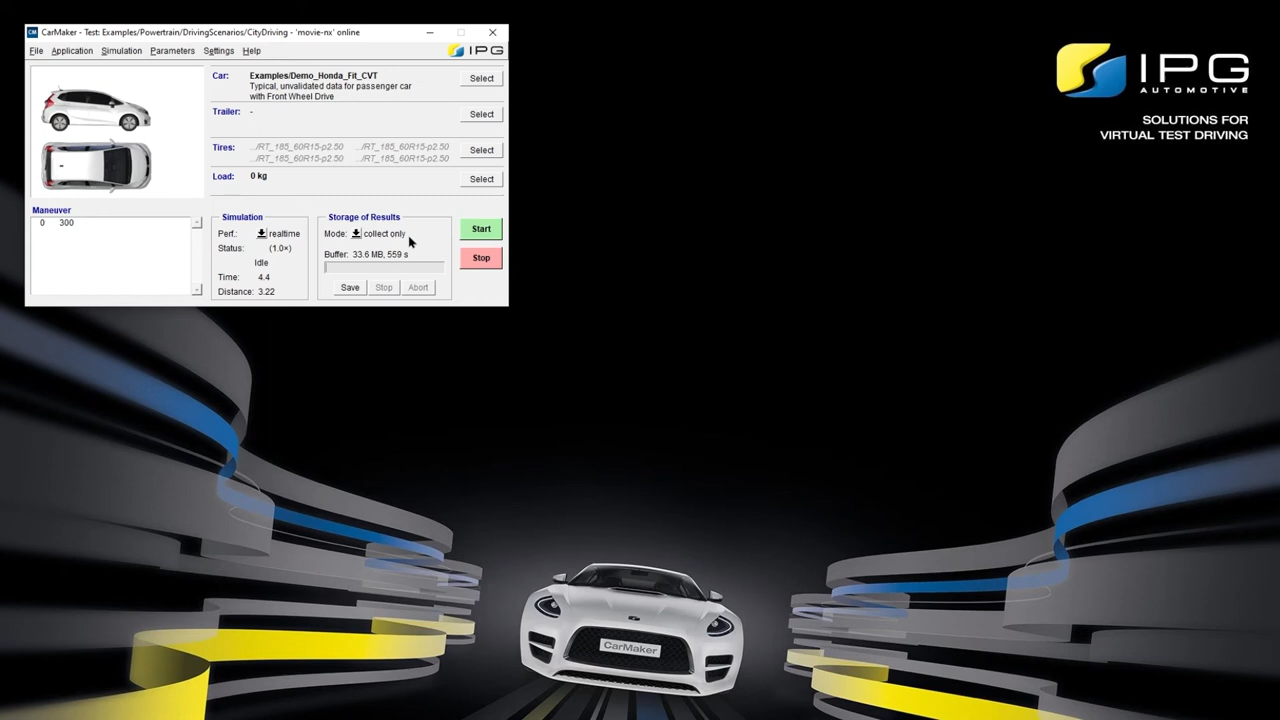 CM CarMaker - Test: Examples/Powertrain/DrivingScenarios/CityDriving - 'movie-nx' online
File Application Simulation Parameters Settings Help
IPG
Car: Examples/Demo_Honda_Fit_CVT Select
Typical, unvalidated data for passenger car
with Front Wheel Drive
Trailer: - Select
Tires: .../RT_185_60R15-p2.50 .../RT_185_60R15-p2.50 Select
.../RT_185_60R15-p2.50 .../RT_185_60R15-p2.50
Load: 0 kg Select
Maneuver
0 300
Simulation
Perf.: realtime
Status: (1.0×)
Idle
Time: 4.4
Distance: 3.22
Storage of Results
Mode: collect only
Buffer: 33.6 MB, 559 s
Save Stop Abort
Start
Stop
IPG
AUTOMOTIVE
SOLUTIONS FOR
VIRTUAL TEST DRIVING
CarMaker